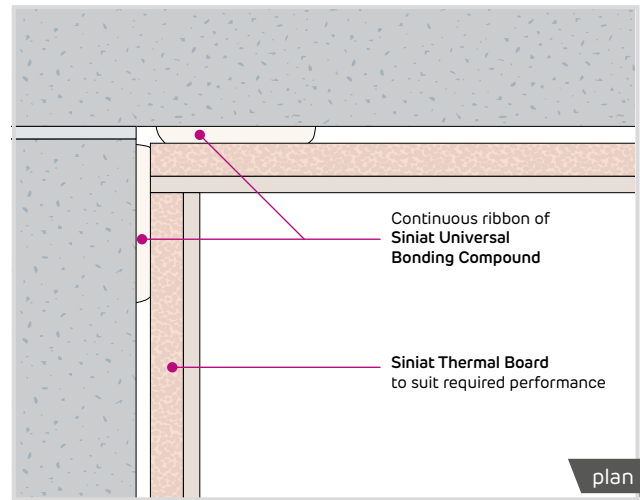 Continuous ribbon of
Siniat Universal
Bonding Compound
Siniat Thermal Board
to suit required performance
plan